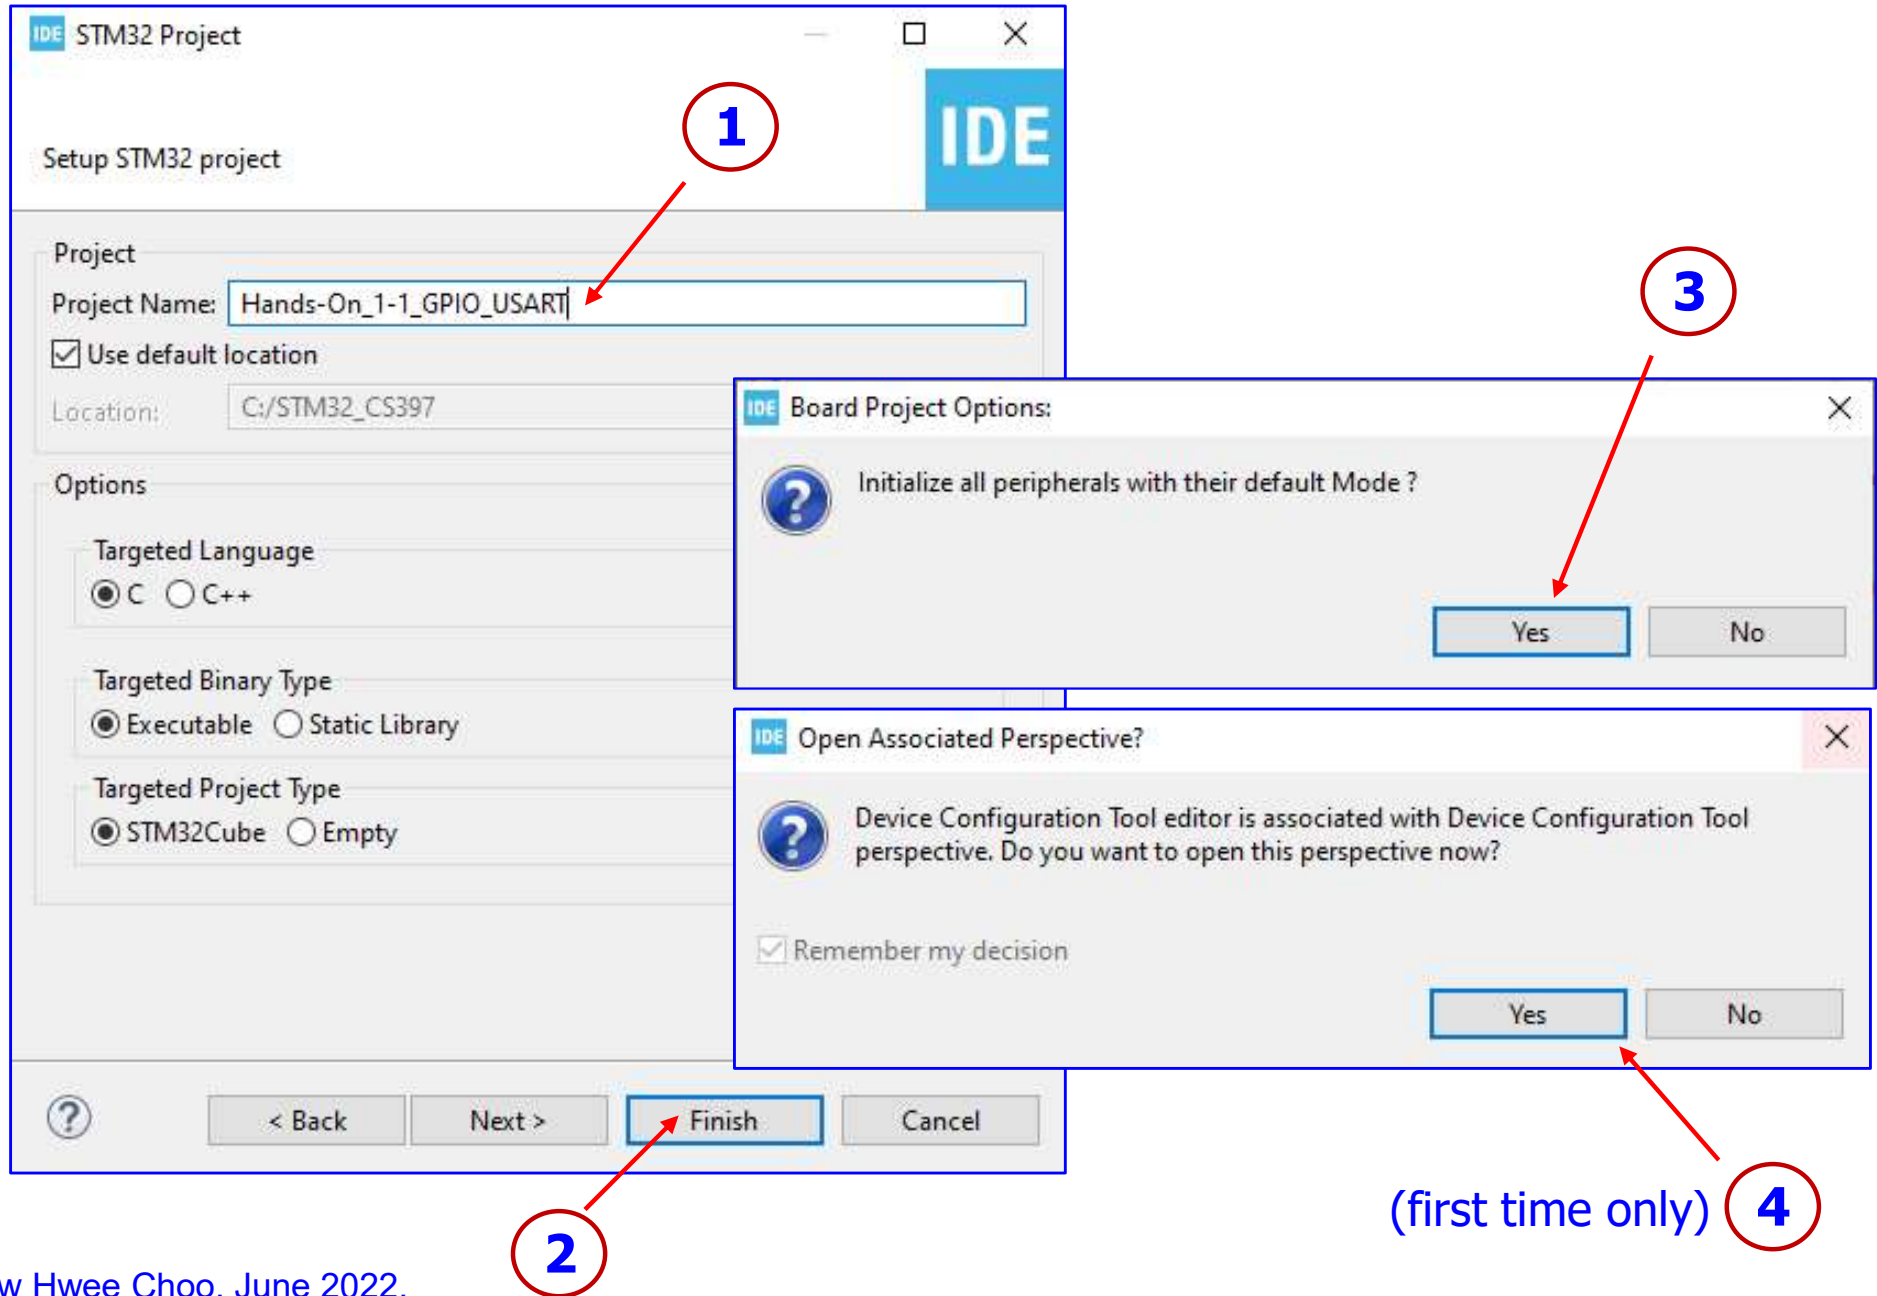 IDE STM32 Project
1
IDE
Setup STM32 project
Project
Project Name: Hands-On_1-1_GPIO_USART
Use default location
Location: C:/STM32_CS397
Options
Targeted Language
C C++
Targeted Binary Type
Executable Static Library
Targeted Project Type
STM32Cube Empty
< Back Next > Finish Cancel
2
3
IDE Board Project Options:
Initialize all peripherals with their default Mode ?
Yes No
IDE Open Associated Perspective?
Device Configuration Tool editor is associated with Device Configuration Tool
perspective. Do you want to open this perspective now?
Remember my decision
Yes No
(first time only) 4
w Hwee Choo, June 2022.